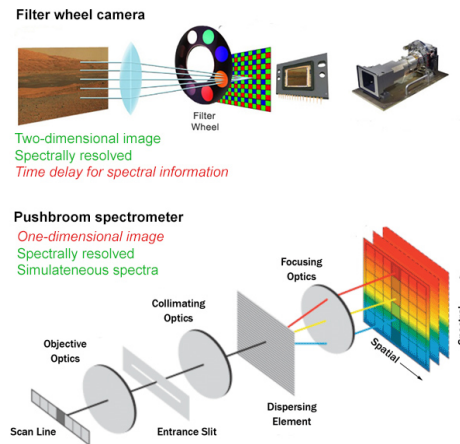 Filter wheel camera
Filter
Wheel
Two-dimensional image
Spectrally resolved
Time delay for spectral information
Pushbroom spectrometer
One-dimensional image
Spectrally resolved
Simulateneous spectra
Focusing
Optics
Collimating
Optics
Objective
Optics
Spatial
Dispersing
Element
Entrance Slit
Scan Line